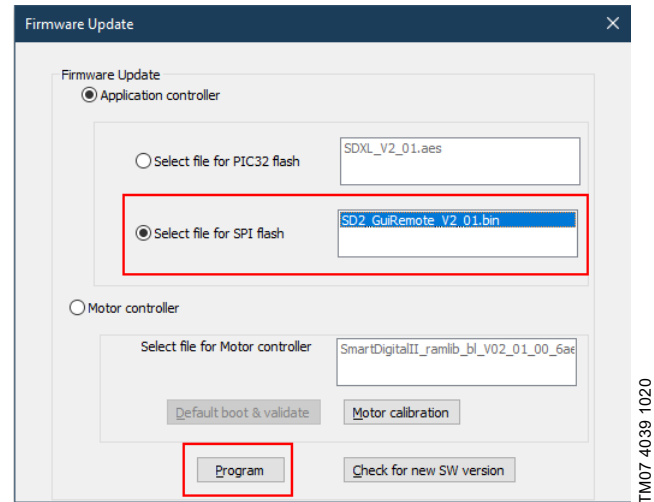 Firmware Update
Firmware Update
Application controller
Select file for PIC32 flash
SDXL_V2_01.aes
Select file for SPI flash
SD2_GuiRemote_V2_01.bin
Motor controller
Select file for Motor controller
SmartDigitalII_ramlib_bl_V02_01_00_6ae
Default boot & validate
Motor calibration
Program
Check for new SW version
TM07 4039 1020